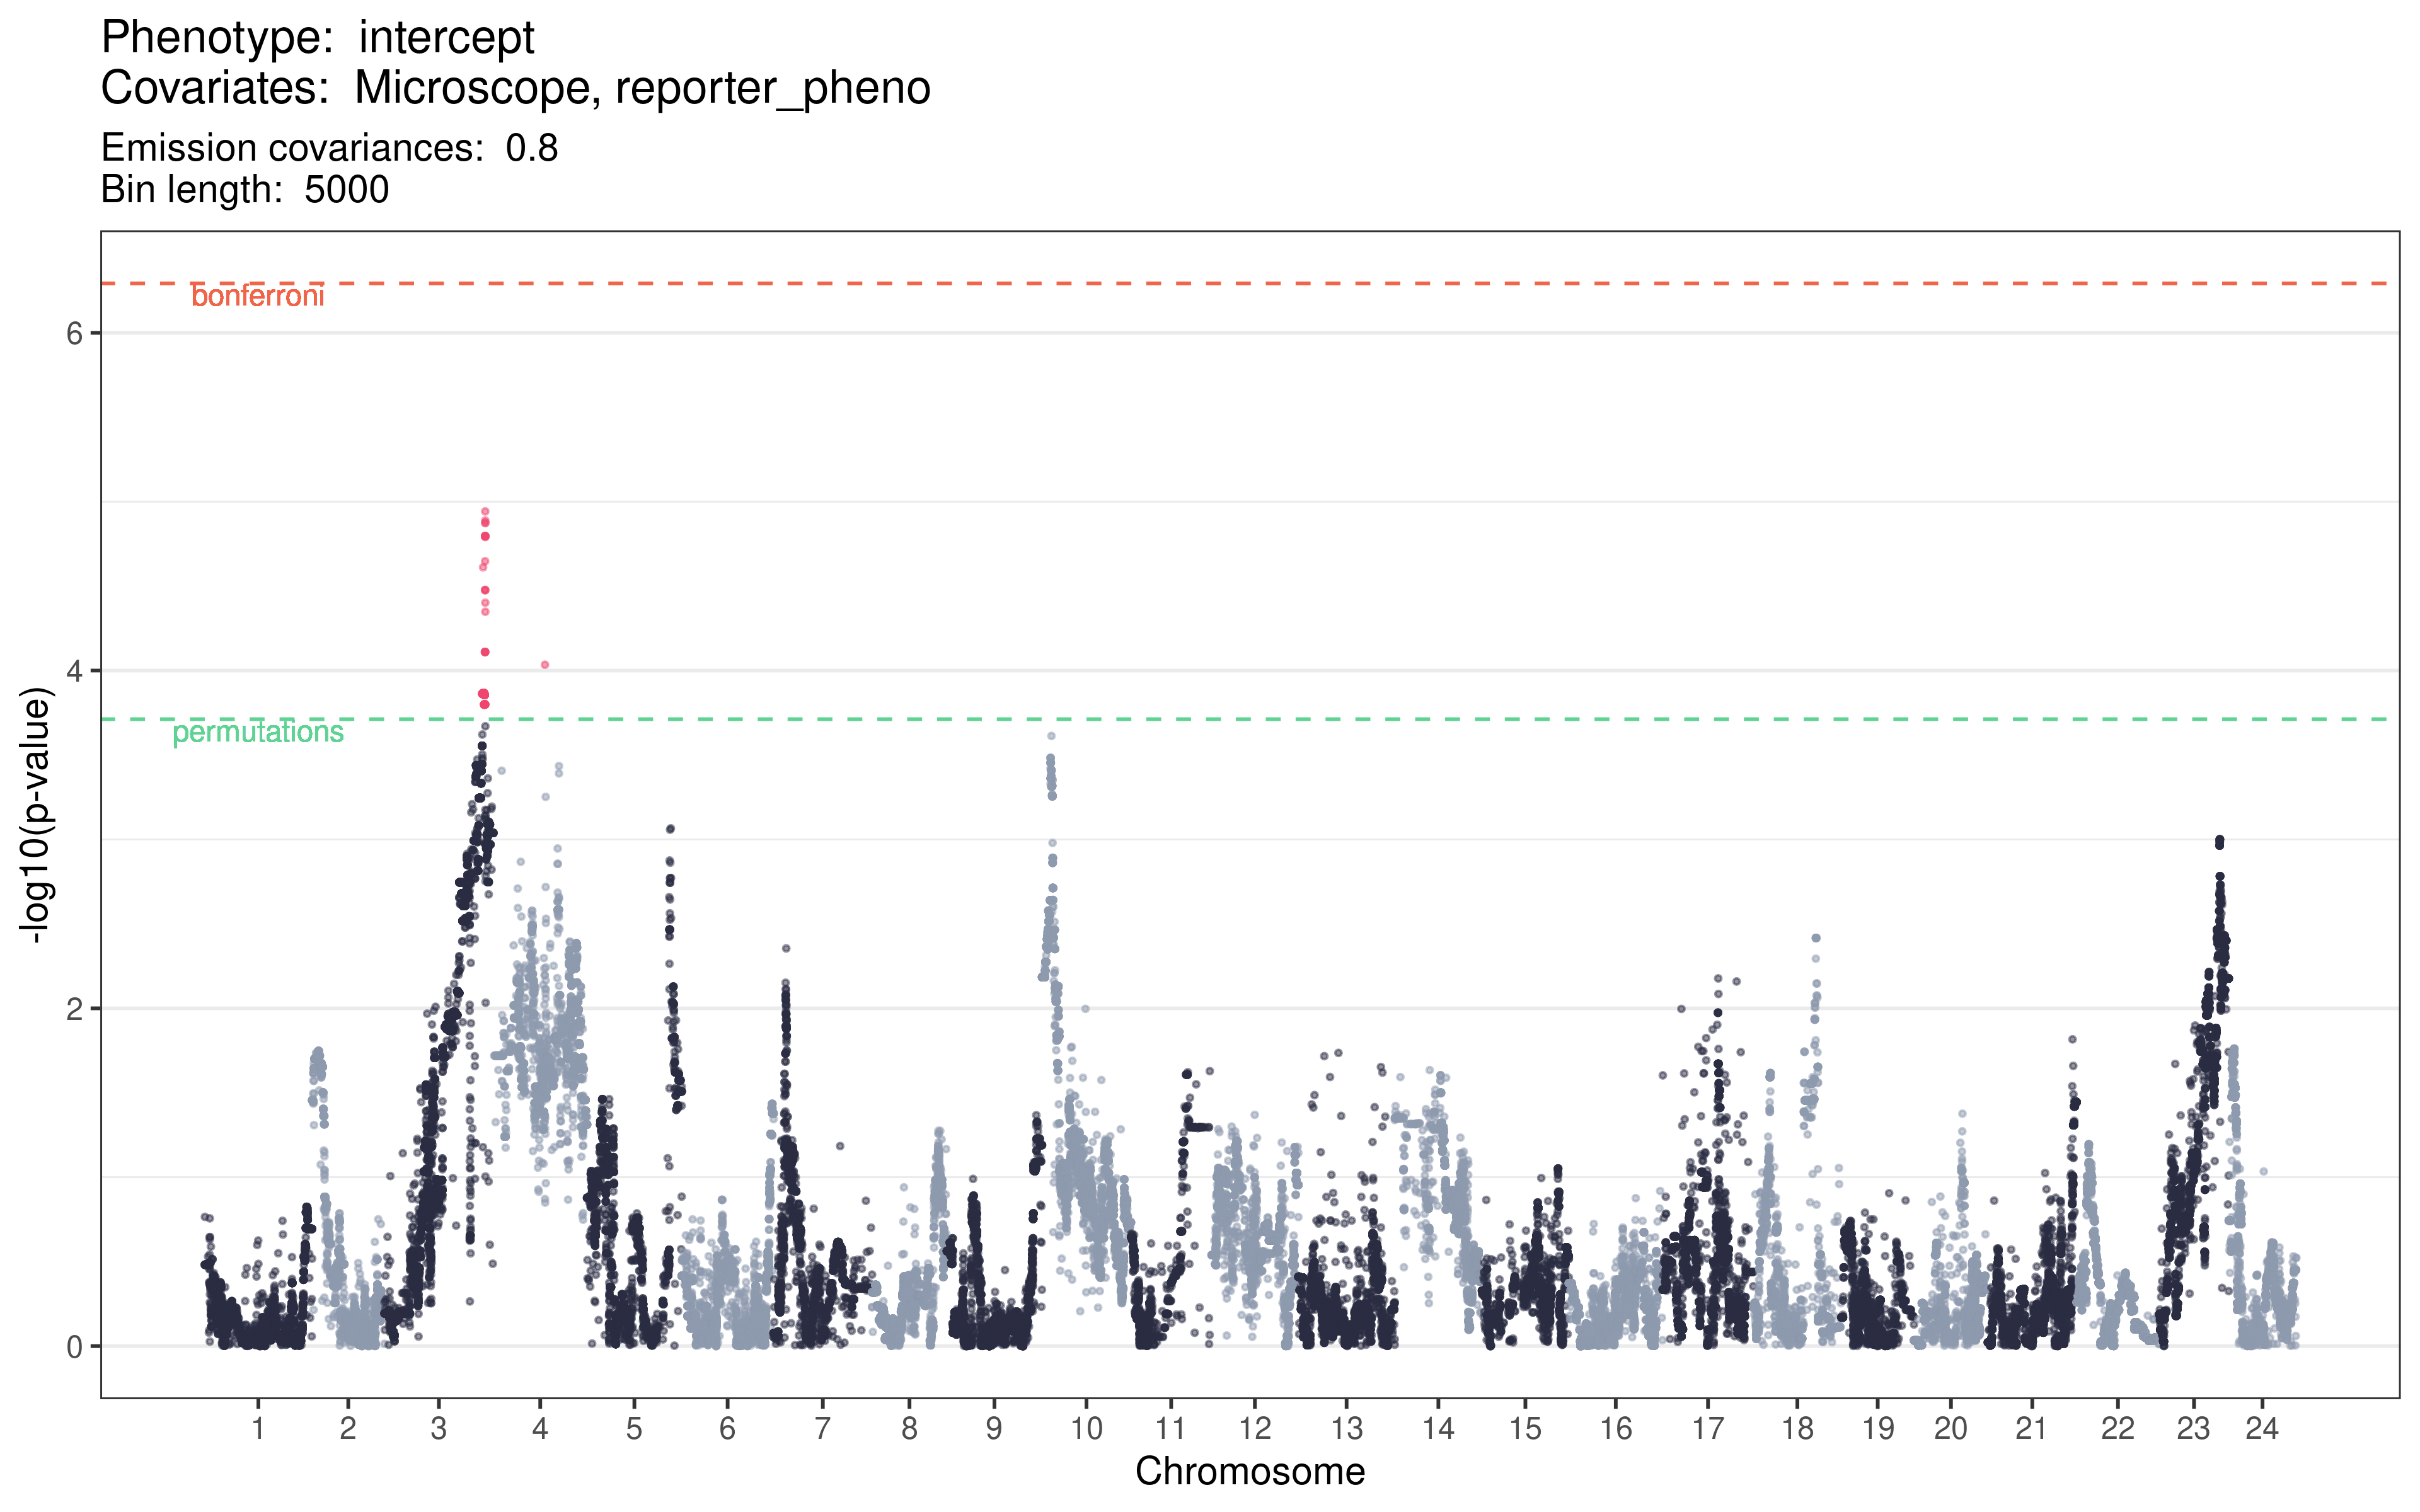 Phenotype:  intercept
Covariates:  Microscope, reporter_pheno
Emission covariances:  0.8
Bin length:  5000
bonferroni
6
4
permutations
2
0
-log10(p-value)
1 2 3 4 5 6 7 8 9 10 11 12 13 14 15 16 17 18 19 20 21 22 23 24
Chromosome